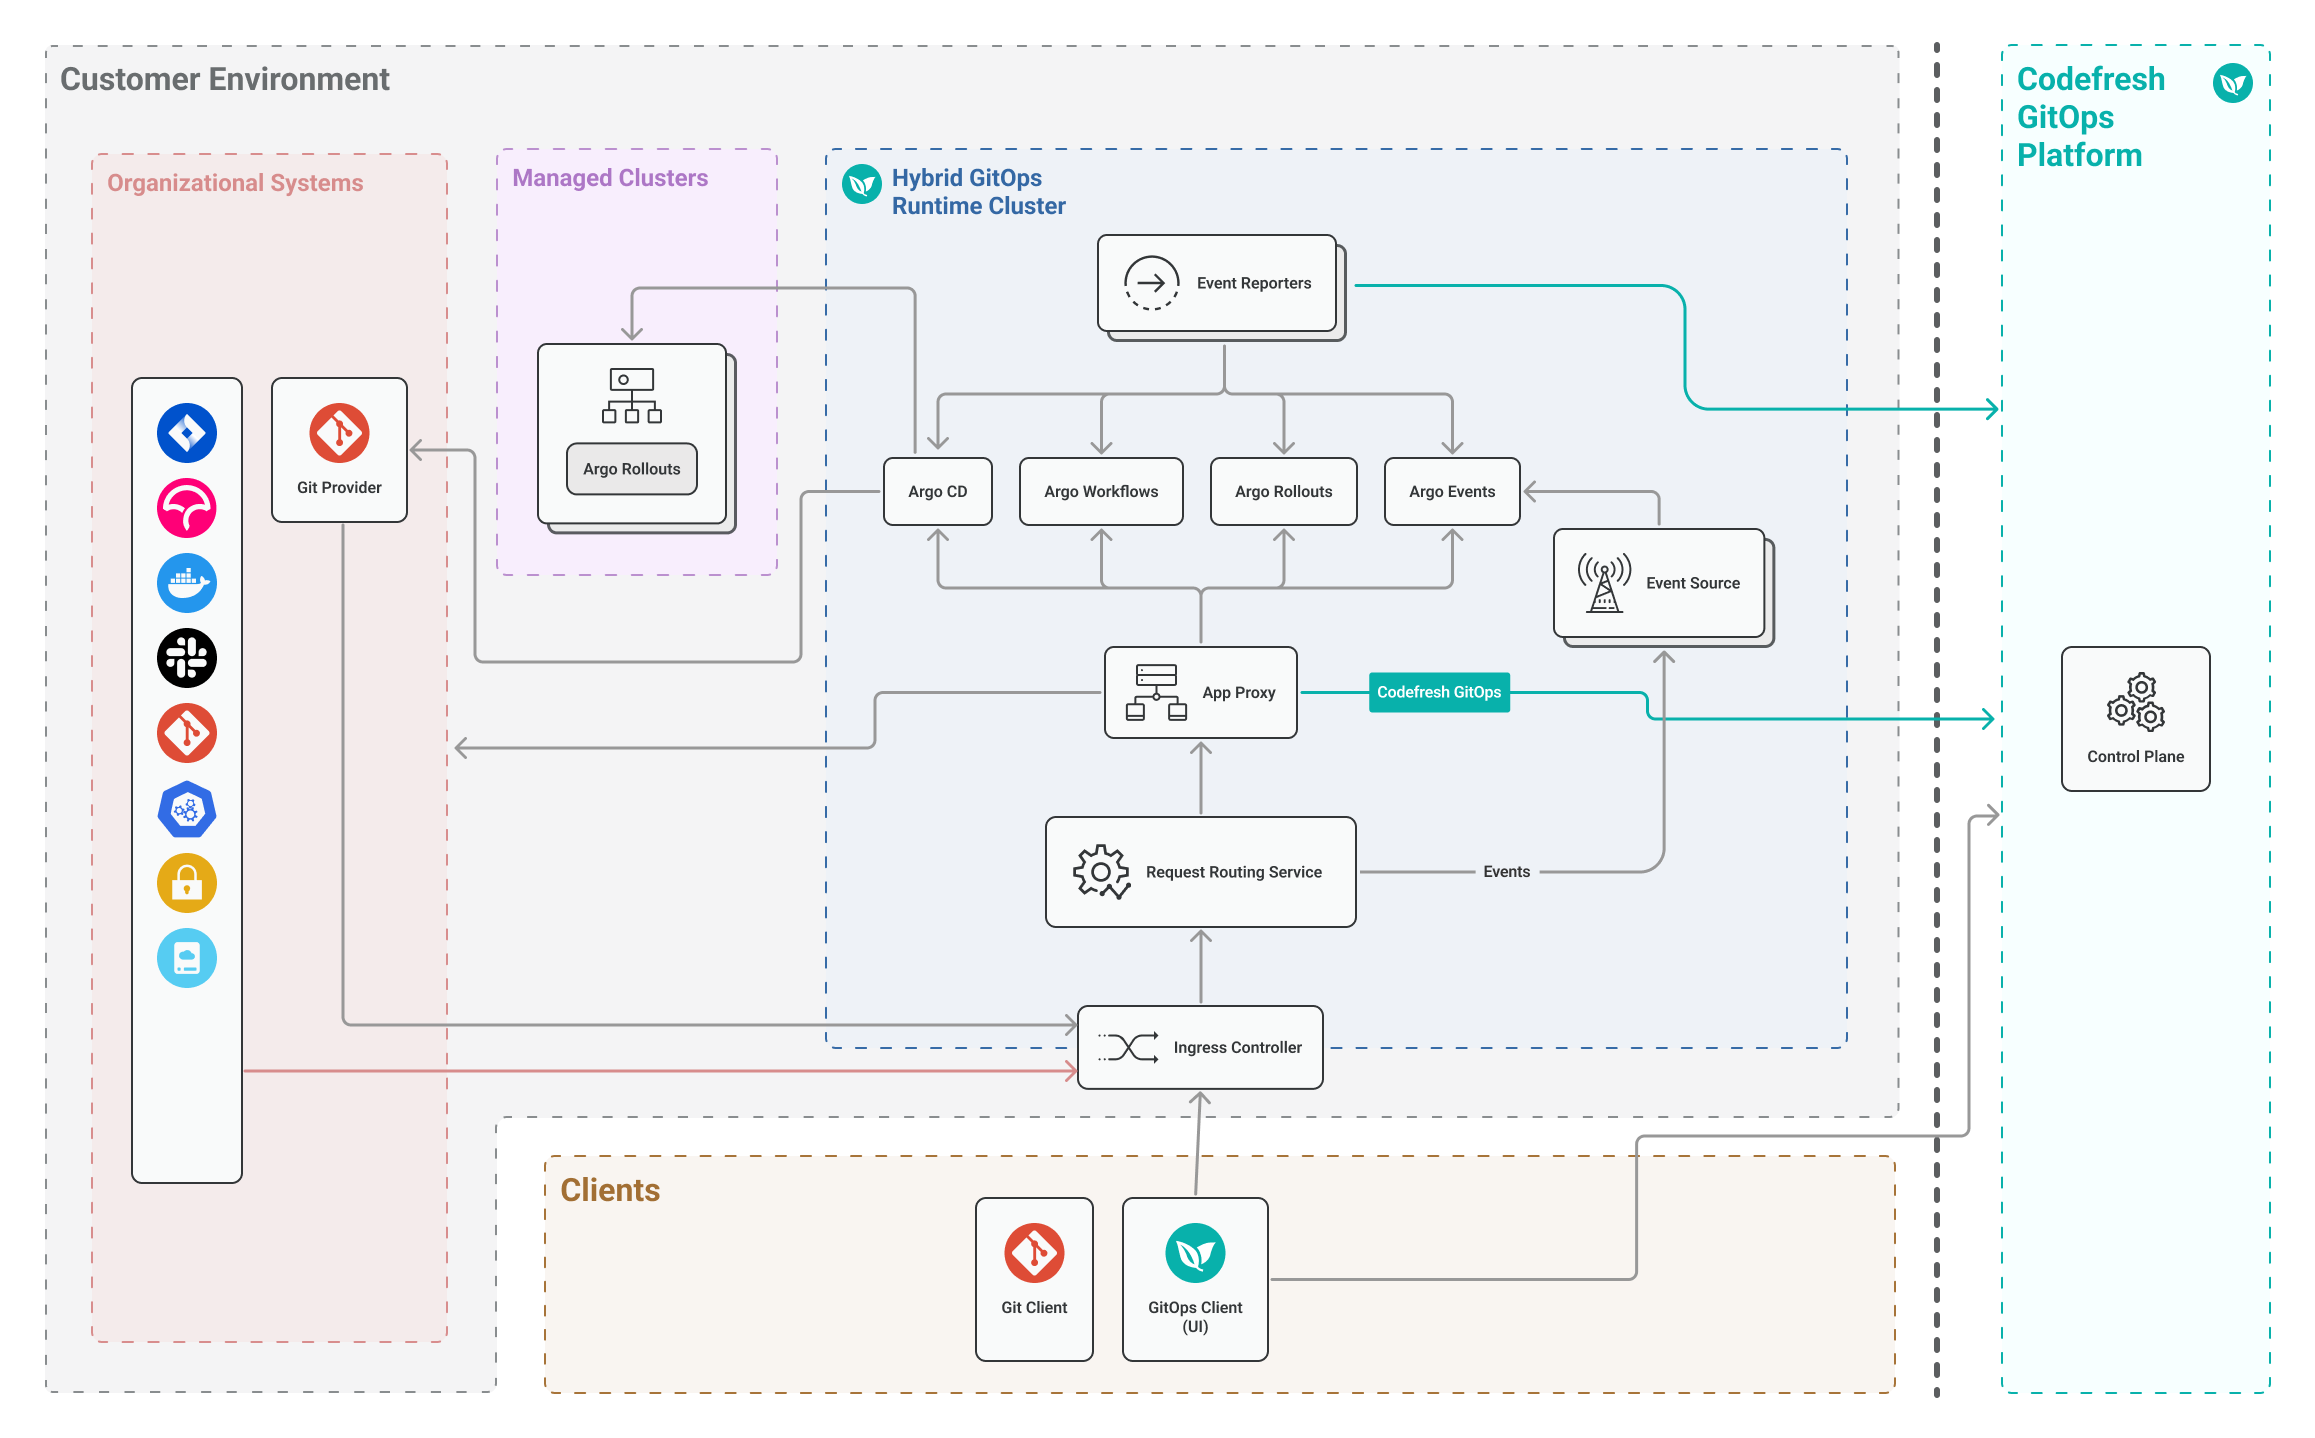 Customer Environment
Codefresh
GitOps
Platform
Organizational Systems
Managed Clusters
Hybrid GitOps
Runtime Cluster
Event Reporters
Git Provider
Argo Rollouts
Argo CD
Argo Workflows
Argo Rollouts
Argo Events
Event Source
App Proxy
Codefresh GitOps
Control Plane
Request Routing Service
Events
Ingress Controller
Clients
Git Client
GitOps Client
(UI)